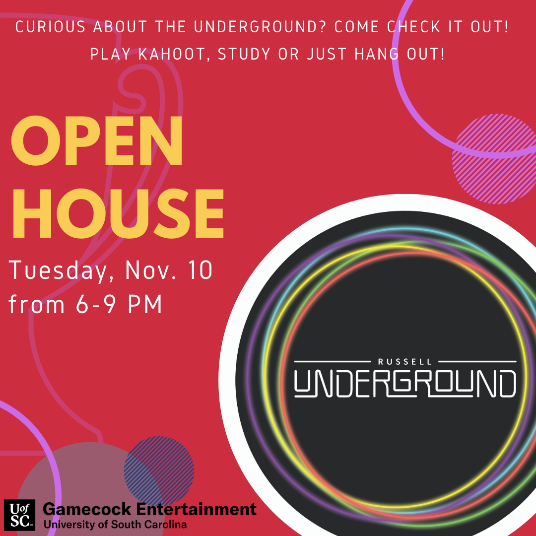 CURIOUS ABOUT THE UNDERGROUND? COME CHECK IT OUT!
PLAY KAHOOT, STUDY OR JUST HANG OUT!
OPEN
HOUSE
Tuesday, Nov. 10
from 6-9 PM
RUSSELL
UNDERGROUND
UofSC
Gamecock Entertainment
University of South Carolina